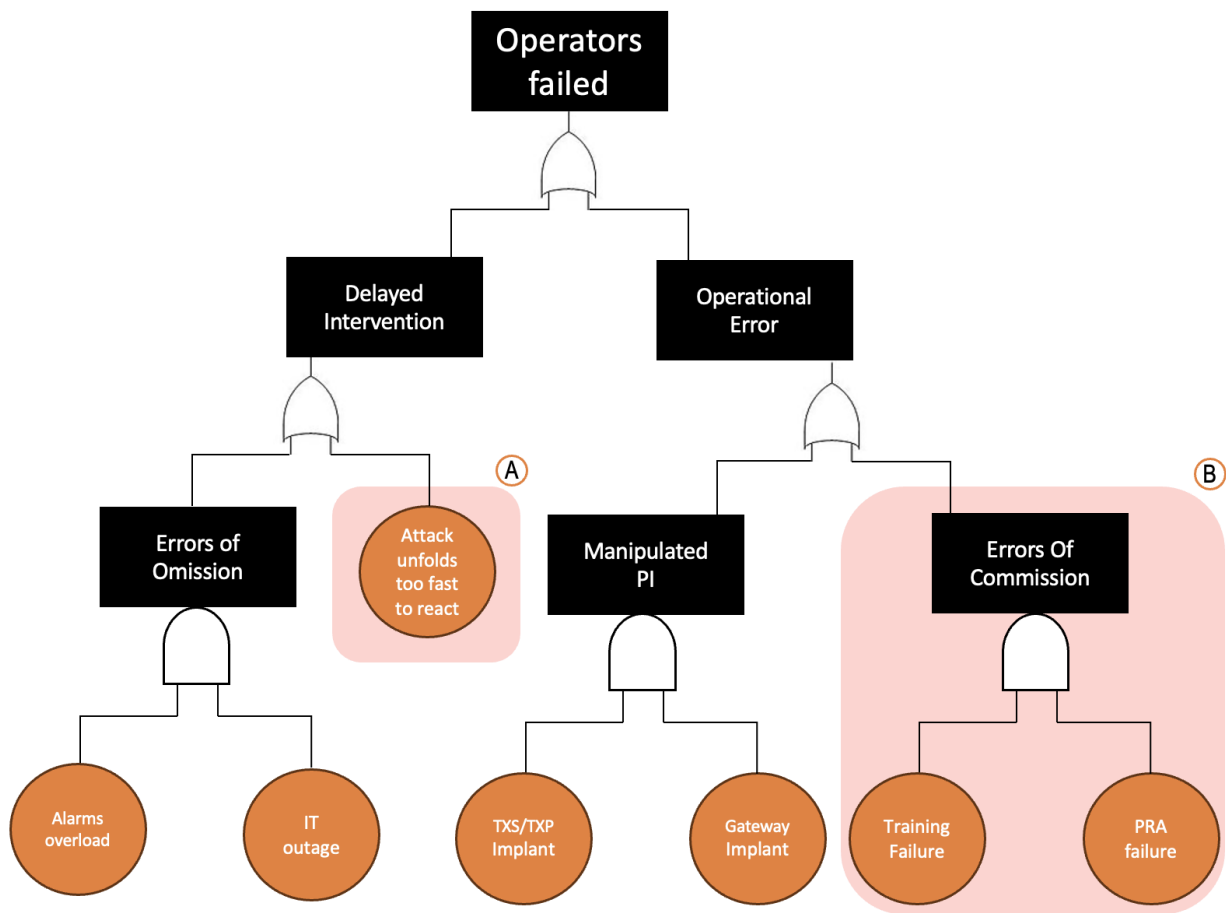 Operators
failed
Delayed
Intervention
Operational
Error
A
B
Errors of
Omission
Attack
unfolds
too fast
to react
Manipulated
PI
Errors Of
Commission
Alarms
overload
IT
outage
TXS/TXP
Implant
Gateway
Implant
Training
Failure
PRA
failure